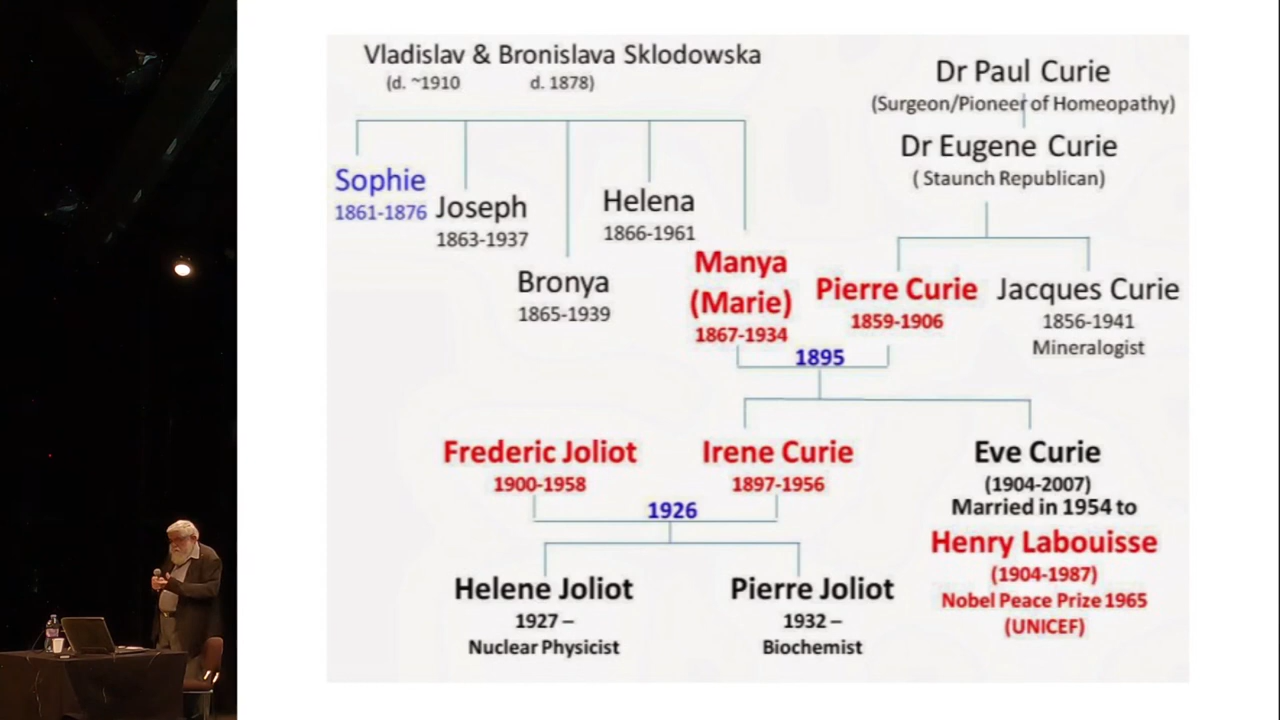 Vladislav & Bronislava Sklodowska
(d. ~1910 d. 1878)
Dr Paul Curie
(Surgeon/Pioneer of Homeopathy)
Dr Eugene Curie
( Staunch Republican)
Sophie
1861-1876
Joseph
1863-1937
Bronya
1865-1939
Helena
1866-1961
Manya
(Marie)
1867-1934
Pierre Curie
1859-1906
Jacques Curie
1856-1941
Mineralogist
1895
Frederic Joliot
1900-1958
Irene Curie
1897-1956
Eve Curie
(1904-2007)
Married in 1954 to
Henry Labouisse
(1904-1987)
Nobel Peace Prize 1965
(UNICEF)
1926
Helene Joliot
1927 –
Nuclear Physicist
Pierre Joliot
1932 –
Biochemist